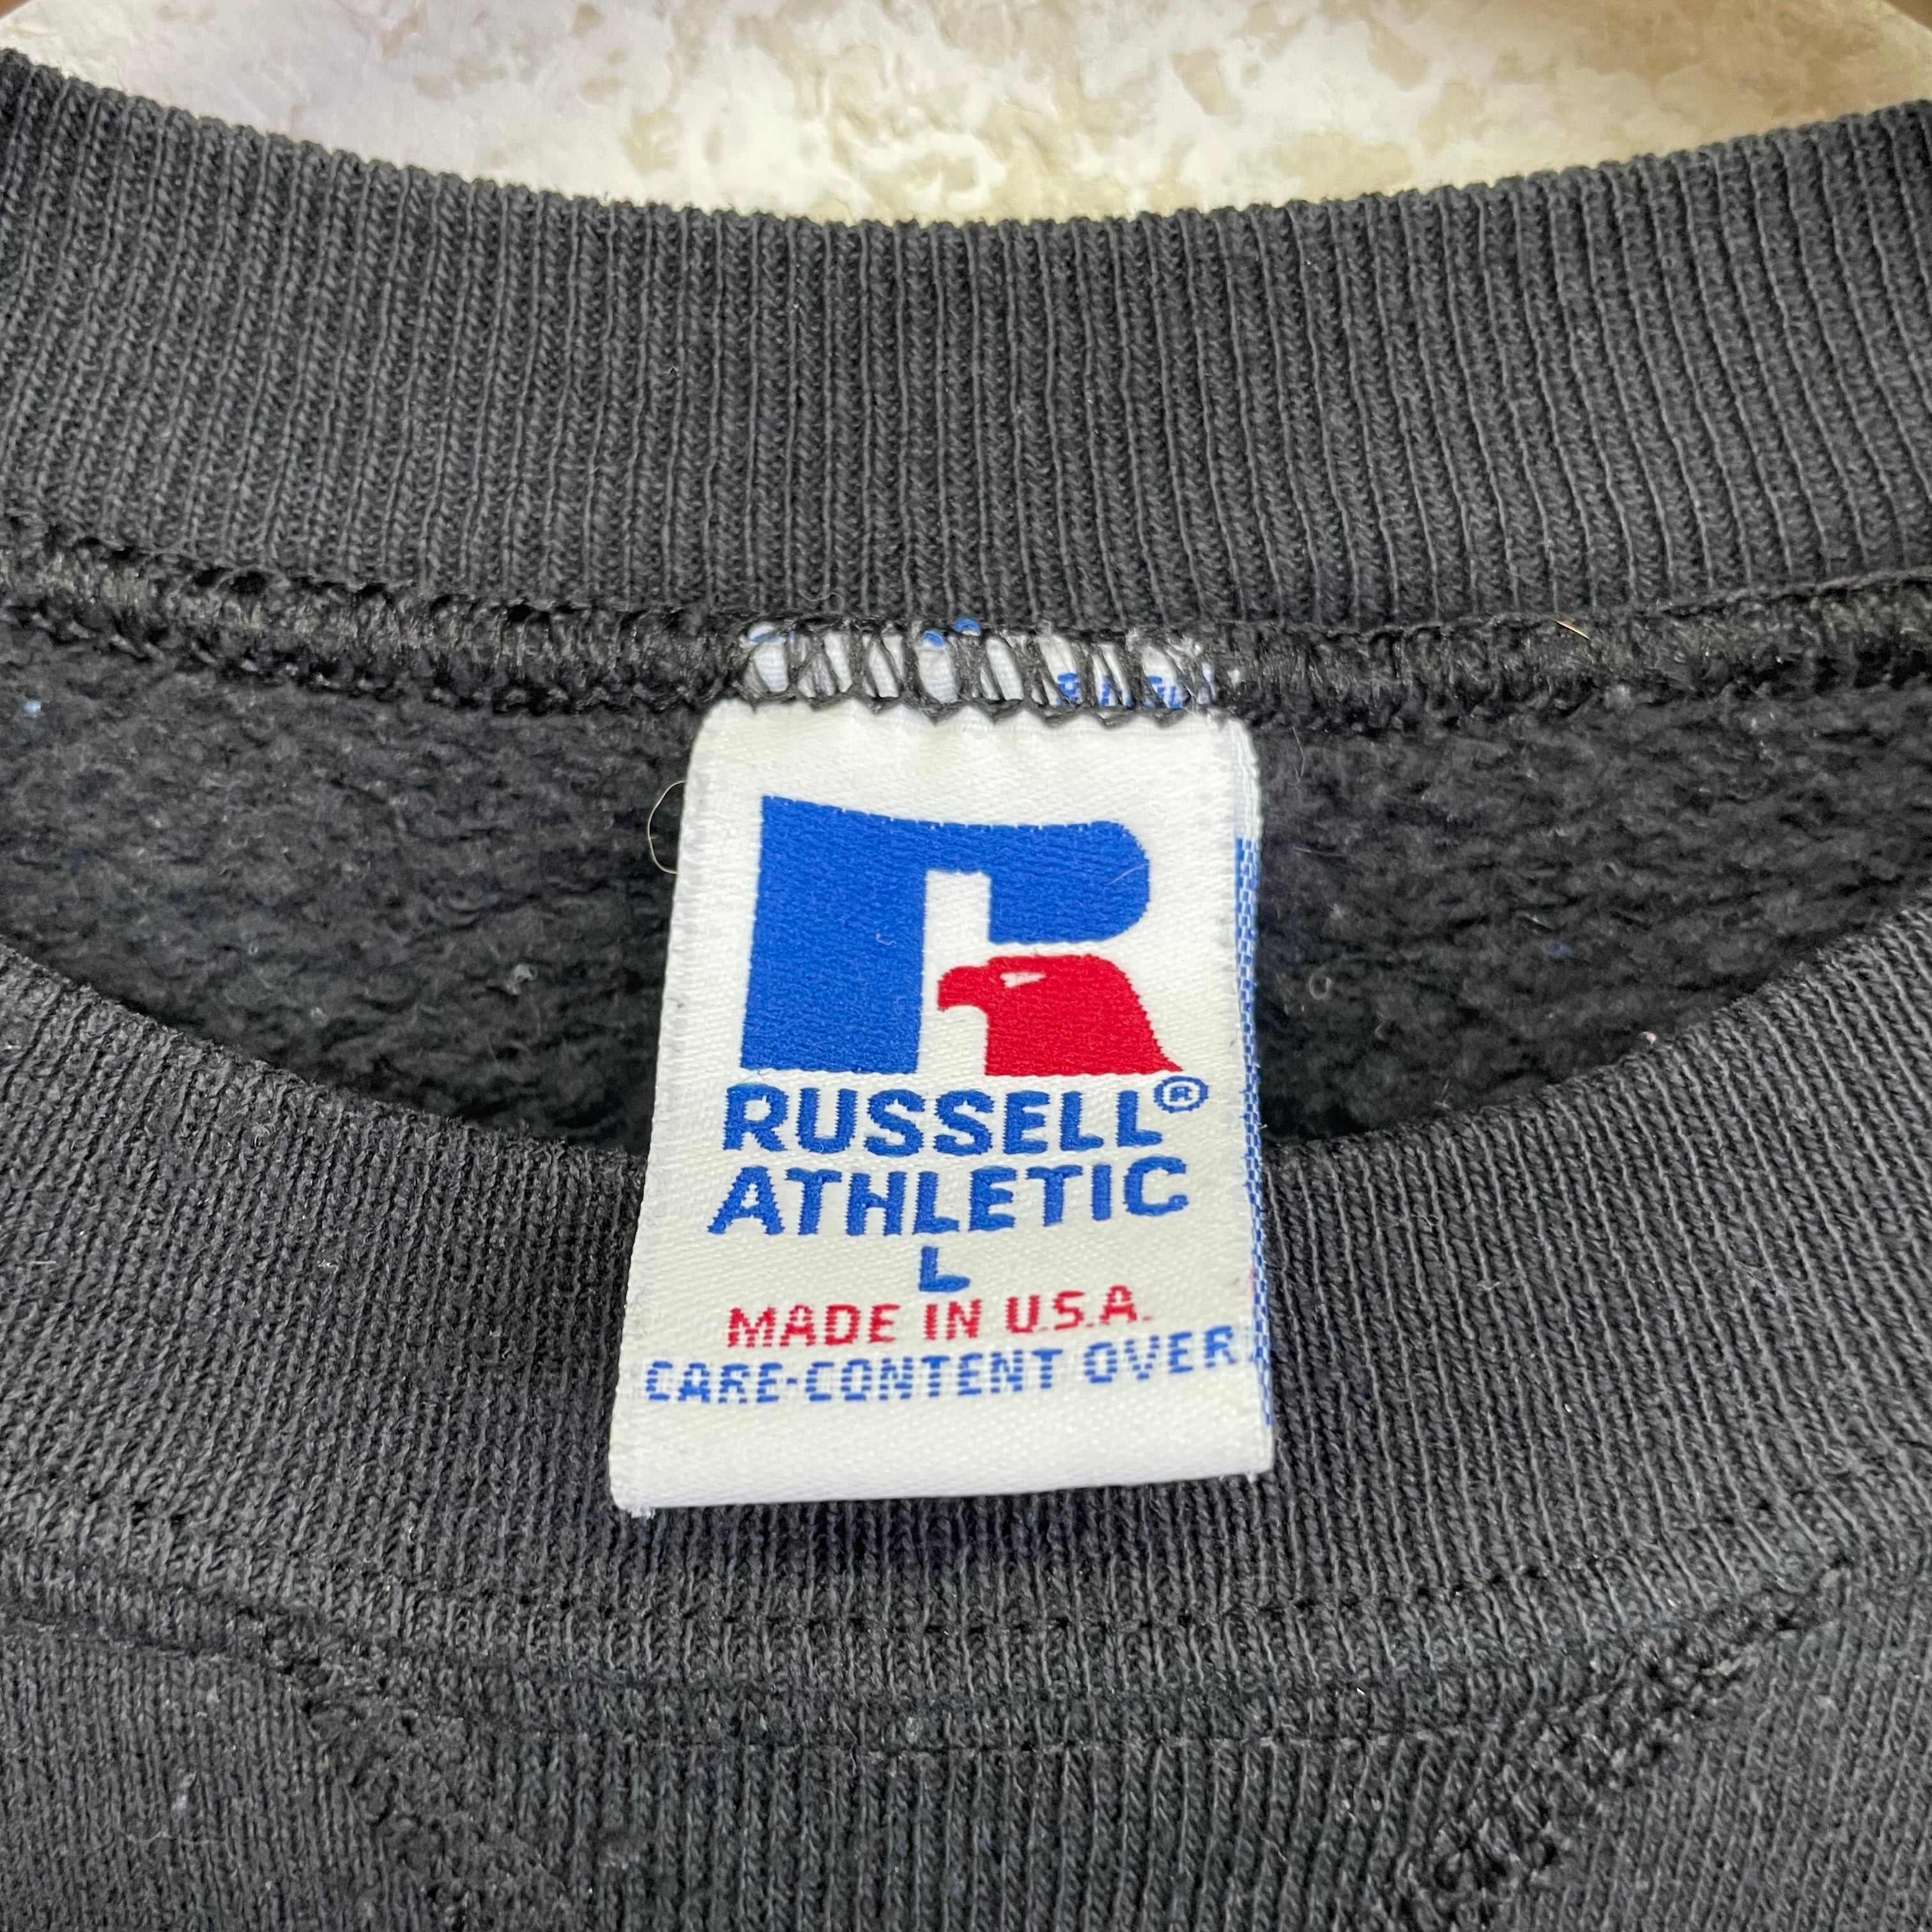 RUSSELL®
ATHLETIC
L
MADE IN U.S.A.
CARE-CONTENT OVER